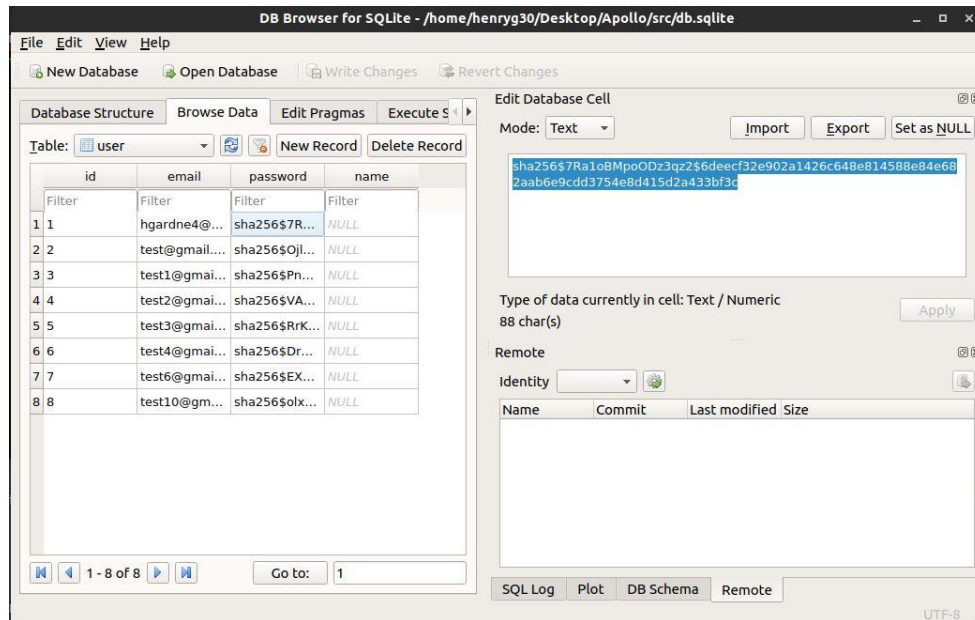 DB Browser for SQLite - /home/henryg30/Desktop/Apollo/src/db.sqlite
File Edit View Help
New Database Open Database Write Changes Revert Changes
Database Structure Browse Data Edit Pragmas Execute S
Table: user New Record Delete Record
id email password name
Filter Filter Filter Filter
1 1 hgardne4@... sha256$7R... NULL
2 2 test@gmail.... sha256$Ojl... NULL
3 3 test1@gmai... sha256$Pn... NULL
4 4 test2@gmai... sha256$VA... NULL
5 5 test3@gmai... sha256$RrK... NULL
6 6 test4@gmai... sha256$Dr... NULL
7 7 test6@gmai... sha256$EX... NULL
8 8 test10@gm... sha256$olx... NULL
1 - 8 of 8 Go to: 1
Edit Database Cell
Mode: Text Import Export Set as NULL
sha256$7Ra1oBMpoODz3qz2$6deecf32e902a1426c648e814588e84e68
2aab6e9cdd3754e8d415d2a433bf3c
Type of data currently in cell: Text / Numeric
88 char(s)
Apply
Remote
Identity
Name Commit Last modified Size
SQL Log Plot DB Schema Remote
UTF-8